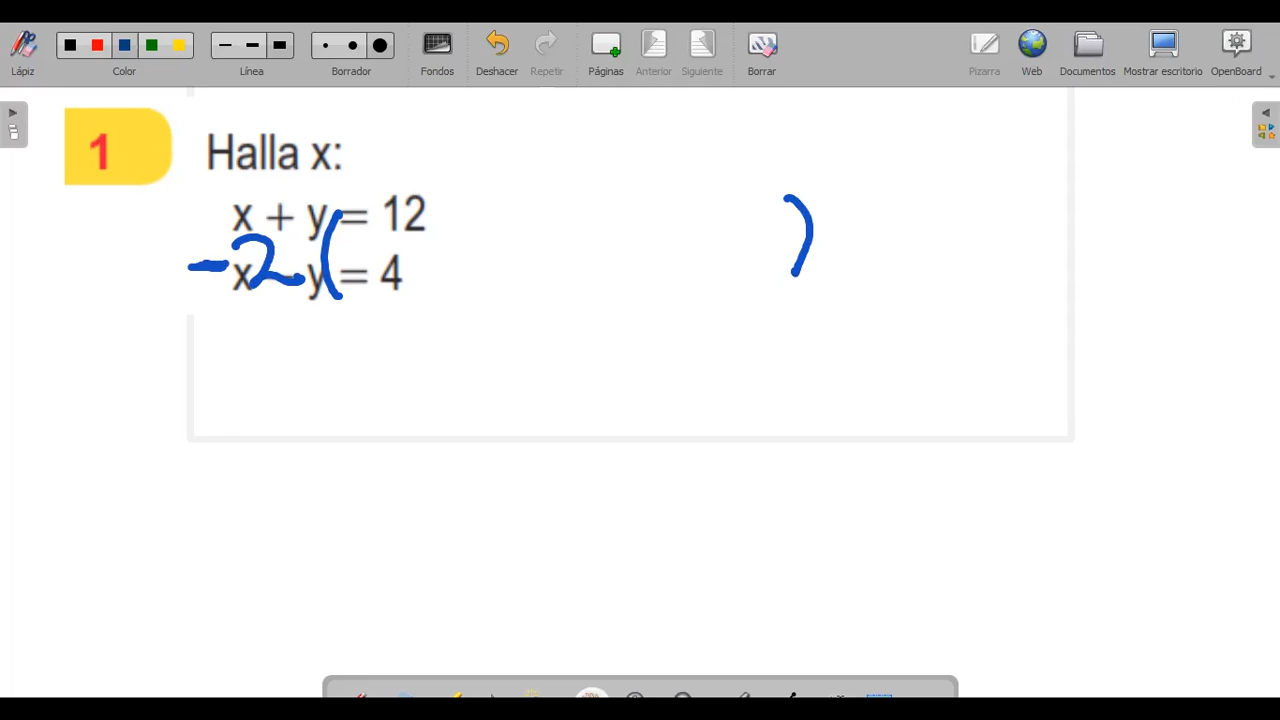 Lápiz
Color
Línea
Borrador
Fondos
Deshacer
Repetir
Páginas
Anterior
Siguiente
Borrar
Pizarra
Web
Documentos
Mostrar escritorio
OpenBoard
1
Halla x:
x + y = 12
x - y = 4
-2 (
)